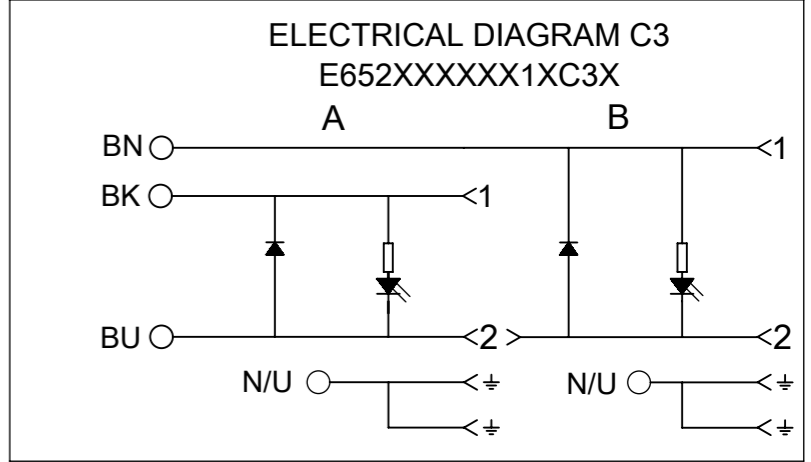 ELECTRICAL DIAGRAM C3
E652XXXXXX1XC3X
A B
BN 1
BK 1
BU 2 2
N/U N/U